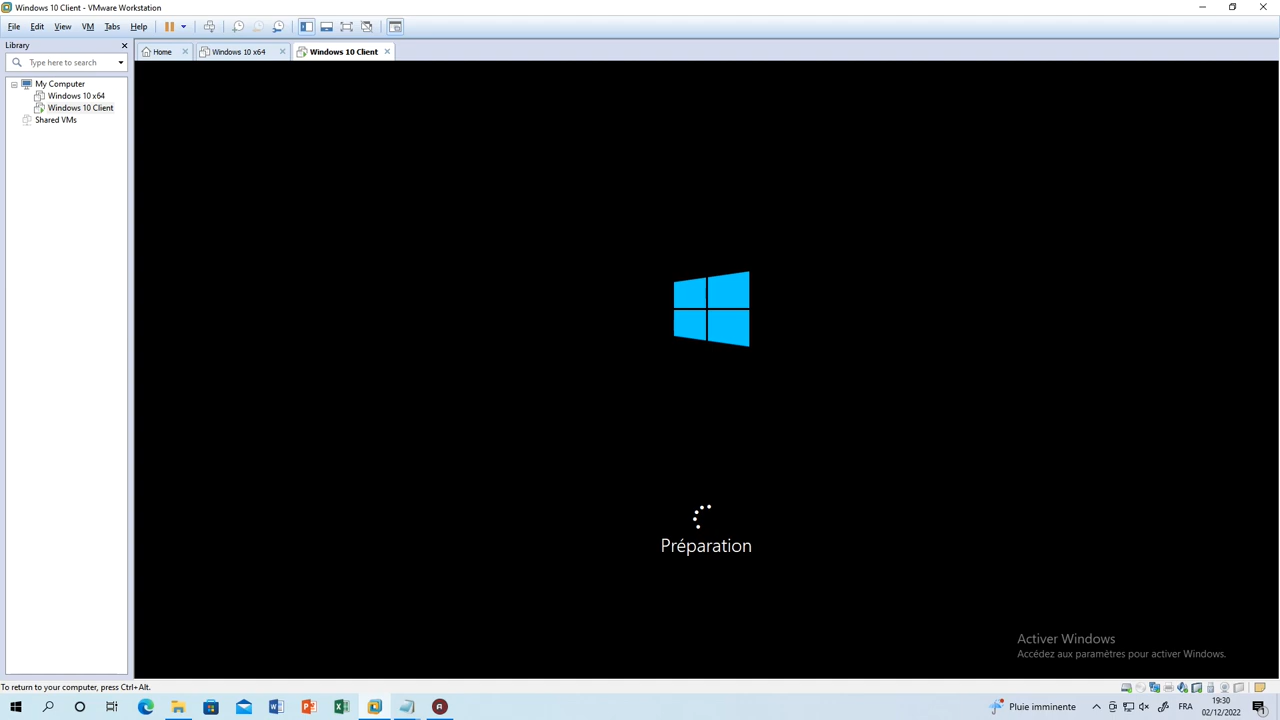 Windows 10 Client - VMware Workstation
File Edit View VM Tabs Help
Library
Home Windows 10 x64 Windows 10 Client
Type here to search
My Computer
Windows 10 x64
Windows 10 Client
Shared VMs
Préparation
Activer Windows
Accédez aux paramètres pour activer Windows.
To return to your computer, press Ctrl+Alt.
Pluie imminente FRA 19:30
02/12/2022